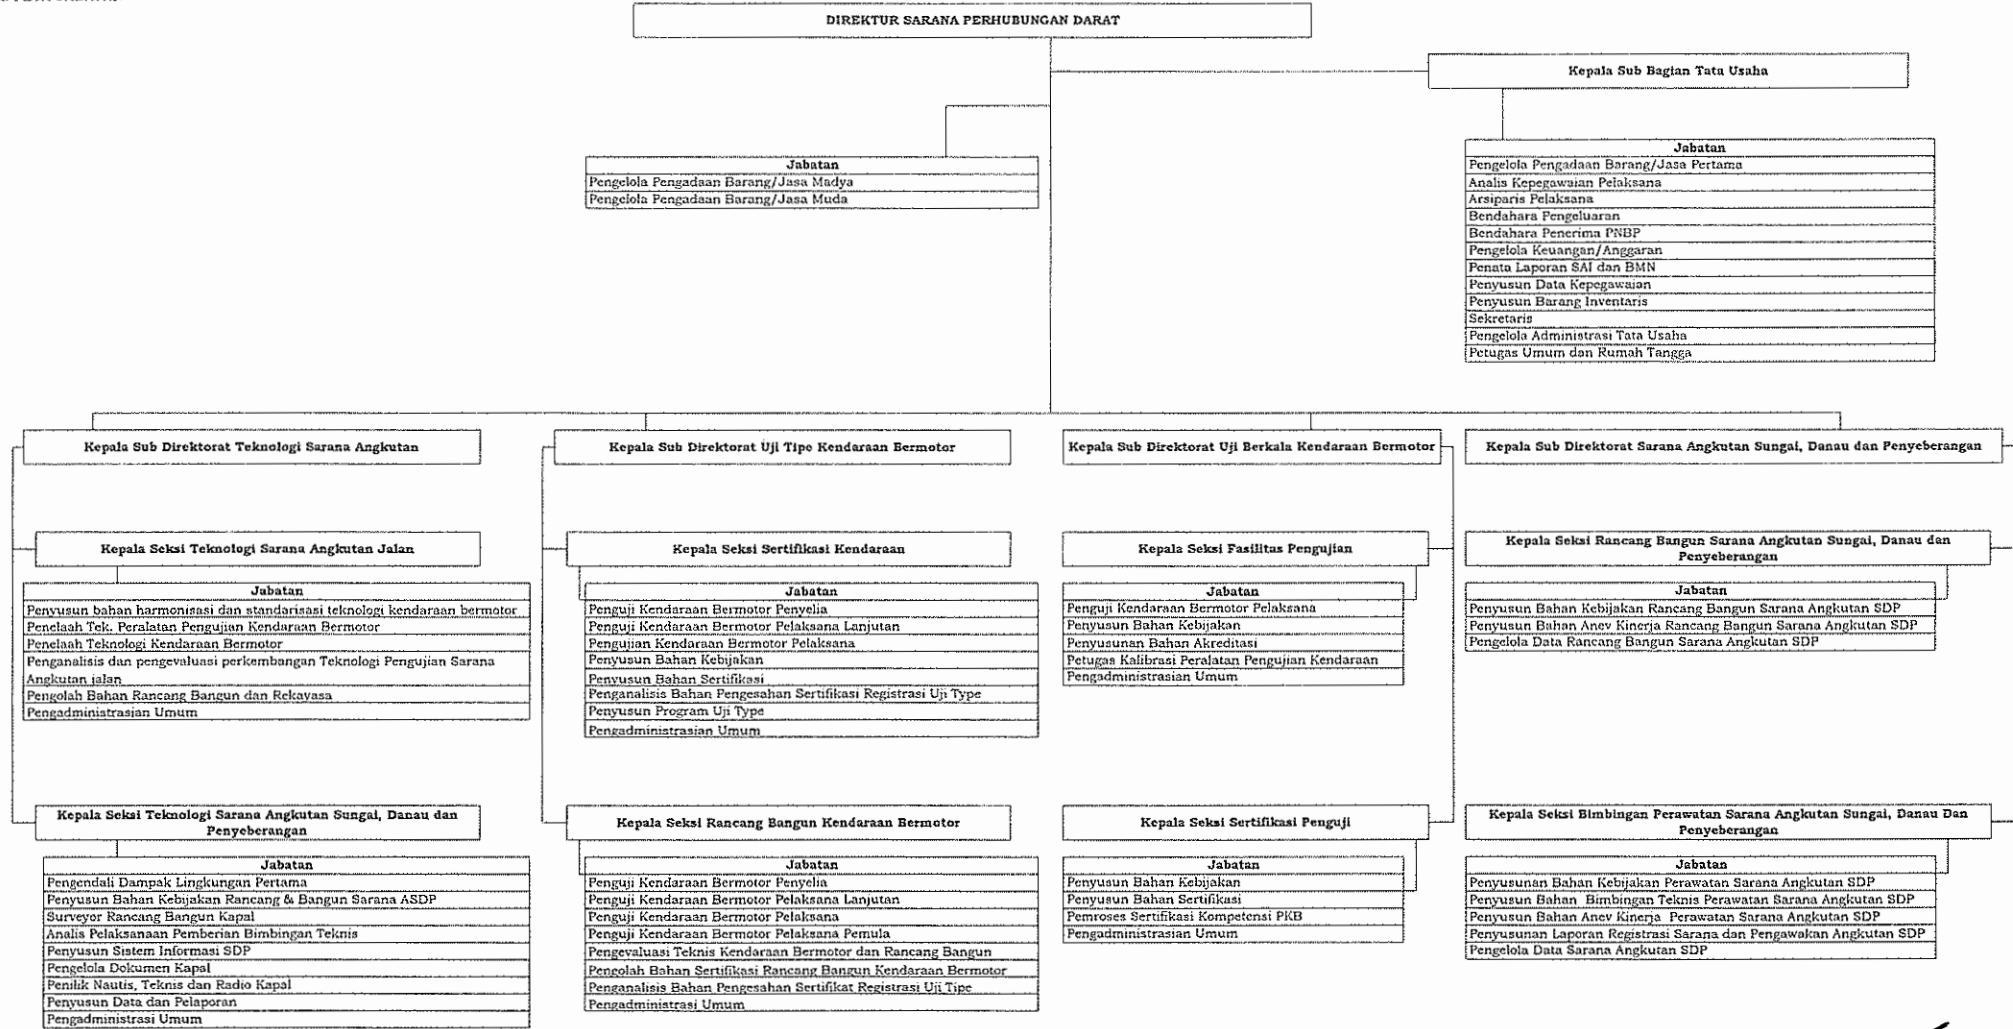 DIREKTUR SARANA PERHUBUNGAN DARAT
Kepala Sub Bagian Tata Usaha
Jabatan
Pengelola Pengadaan Barang/Jasa Madya
Pengelola Pengadaan Barang/Jasa Muda
Jabatan
Pengelola Pengadaan Barang/Jasa Pertama
Analis Kepegawaian Pelaksana
Arsiparis Pelaksana
Bendahara Pengeluaran
Bendahara Penerima PNBP
Pengelola Keuangan/Anggaran
Penata Laporan SAI dan BMN
Penyusun Data Kepegawaian
Penyusun Barang Inventaris
Sekretaris
Pengelola Administrasi Tata Usaha
Petugas Umum dan Rumah Tangga
Kepala Sub Direktorat Teknologi Sarana Angkutan
Kepala Seksi Teknologi Sarana Angkutan Jalan
Jabatan
Penyusun bahan harmonisasi dan standarisasi teknologi kendaraan bermotor
Penelaah Tek. Peralatan Pengujian Kendaraan Bermotor
Penelaah Teknologi Kendaraan Bermotor
Penganalisis dan pengevaluasi perkembangan Teknologi Pengujian Sarana
Angkutan jalan
Pengolah Bahan Rancang Bangun dan Rekayasa
Pengadministrasian Umum
Kepala Seksi Teknologi Sarana Angkutan Sungai, Danau dan
Penyeberangan
Jabatan
Pengendali Dampak Lingkungan Pertama
Penyusun Bahan Kebijakan Rancang & Bangun Sarana ASDP
Surveyor Rancang Bangun Kapal
Analis Pelaksanaan Pemberian Bimbingan Teknis
Penyusun Sistem Informasi SDP
Pengelola Dokumen Kapal
Penilik Nautis, Teknis dan Radio Kapal
Penyusun Data dan Pelaporan
Pengadministrasi Umum
Kepala Sub Direktorat Uji Tipe Kendaraan Bermotor
Kepala Seksi Sertifikasi Kendaraan
Jabatan
Penguji Kendaraan Bermotor Penyelia
Penguji Kendaraan Bermotor Pelaksana Lanjutan
Pengujian Kendaraan Bermotor Pelaksana
Penyusun Bahan Kebijakan
Penyusun Bahan Sertifikasi
Penganalisis Bahan Pengesahan Sertifikasi Registrasi Uji Type
Penyusun Program Uji Type
Pengadministrasian Umum
Kepala Seksi Rancang Bangun Kendaraan Bermotor
Jabatan
Penguji Kendaraan Bermotor Penyelia
Penguji Kendaraan Bermotor Pelaksana Lanjutan
Penguji Kendaraan Bermotor Pelaksana
Penguji Kendaraan Bermotor Pelaksana Pemula
Pengevaluasi Teknis Kendaraan Bermotor dan Rancang Bangun
Pengolah Bahan Sertifikasi Rancang Bangun Kendaraan Bermotor
Penganalisis Bahan Pengesahan Sertifikat Registrasi Uji Tipe
Pengadministrasi Umum
Kepala Sub Direktorat Uji Berkala Kendaraan Bermotor
Kepala Seksi Fasilitas Pengujian
Jabatan
Penguji Kendaraan Bermotor Pelaksana
Penyusun Bahan Kebijakan
Penyusunan Bahan Akreditasi
Petugas Kalibrasi Peralatan Pengujian Kendaraan
Pengadministrasian Umum
Kepala Seksi Sertifikasi Penguji
Jabatan
Penyusun Bahan Kebijakan
Penyusun Bahan Sertifikasi
Pemroses Sertifikasi Kompetensi PKB
Pengadministrasian Umum
Kepala Sub Direktorat Sarana Angkutan Sungai, Danau dan Penyeberangan
Kepala Seksi Rancang Bangun Sarana Angkutan Sungai, Danau dan
Penyeberangan
Jabatan
Penyusun Bahan Kebijakan Rancang Bangun Sarana Angkutan SDP
Penyusun Bahan Anev Kinerja Rancang Bangun Sarana Angkutan SDP
Pengelola Data Rancang Bangun Sarana Angkutan SDP
Kepala Seksi Bimbingan Perawatan Sarana Angkutan Sungai, Danau Dan
Penyeberangan
Jabatan
Penyusunan Bahan Kebijakan Perawatan Sarana Angkutan SDP
Penyusun Bahan Bimbingan Teknis Perawatan Sarana Angkutan SDP
Penyusun Bahan Anev Kinerja Perawatan Sarana Angkutan SDP
Penyusunan Laporan Registrasi Sarana dan Pengawakan Angkutan SDP
Pengelola Data Sarana Angkutan SDP